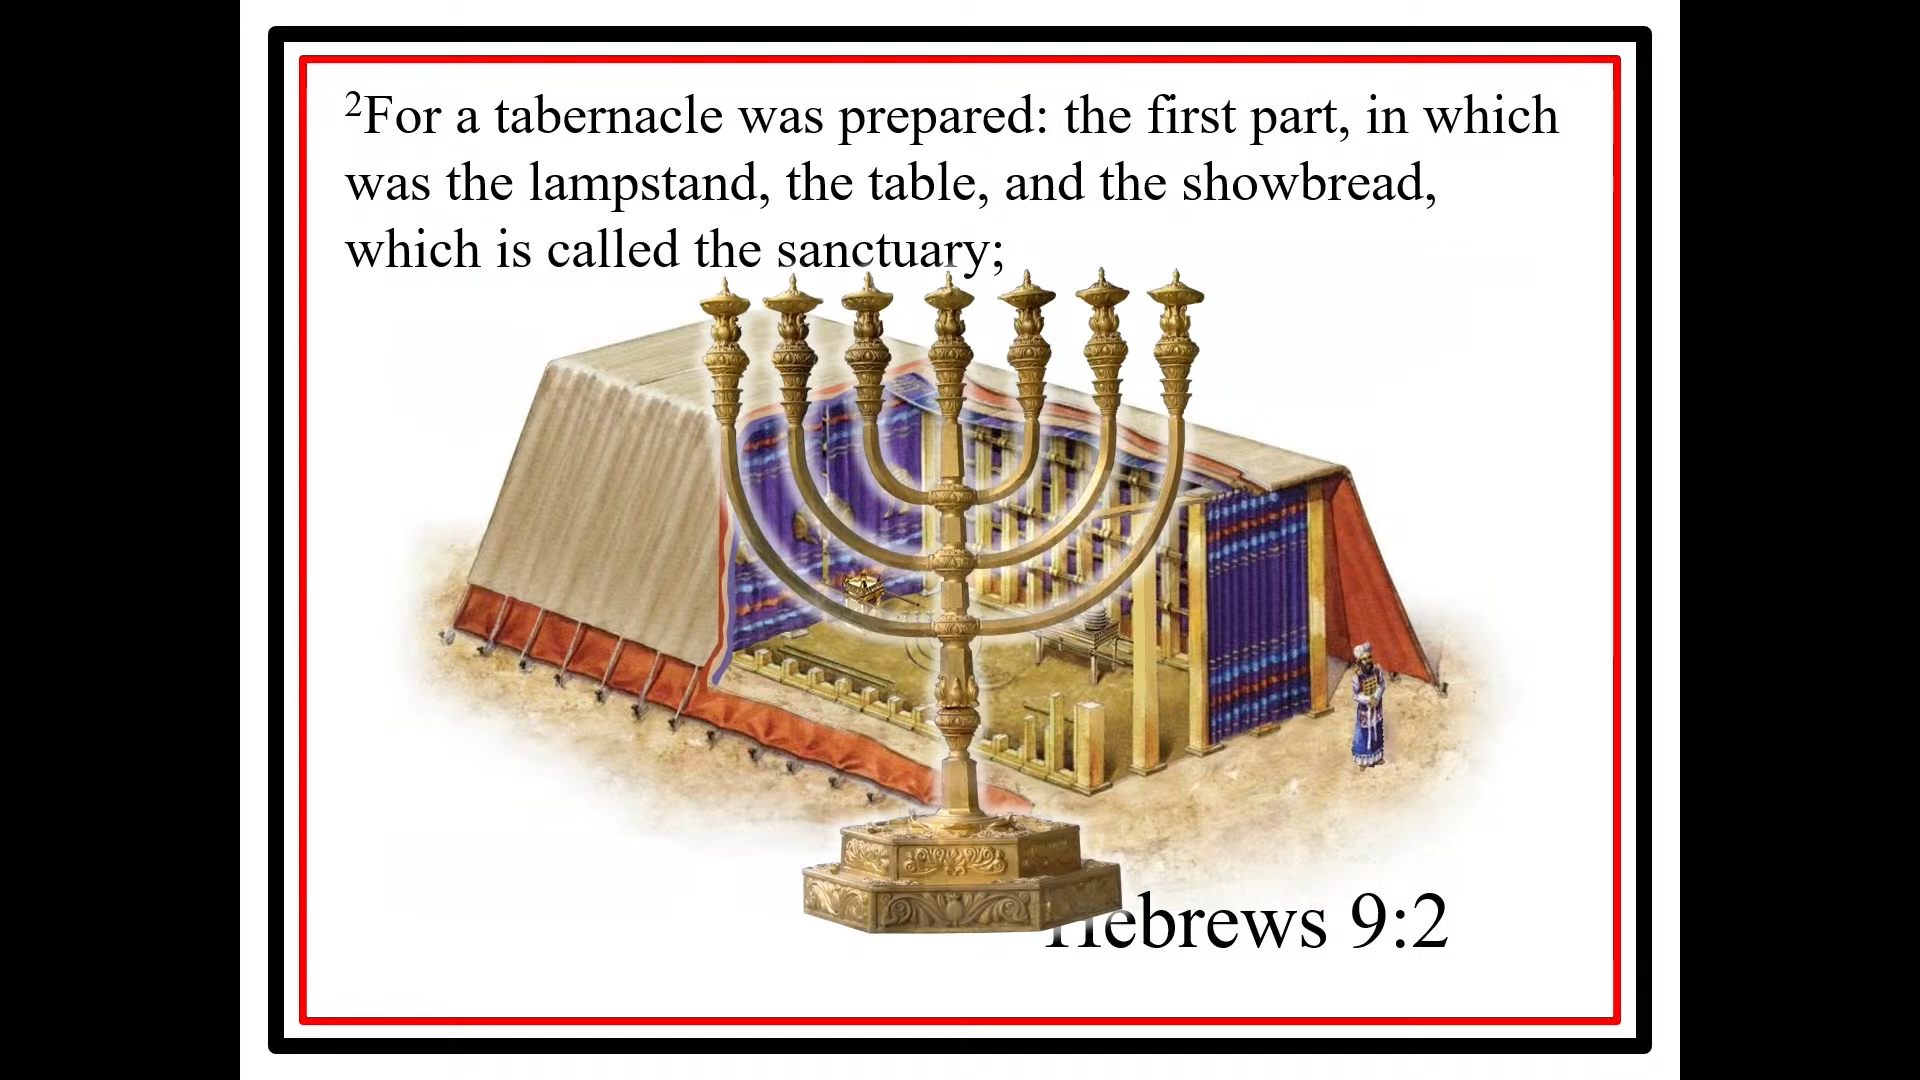 ²For a tabernacle was prepared: the first part, in which
was the lampstand, the table, and the showbread,
which is called the sanctuary;
Hebrews 9:2